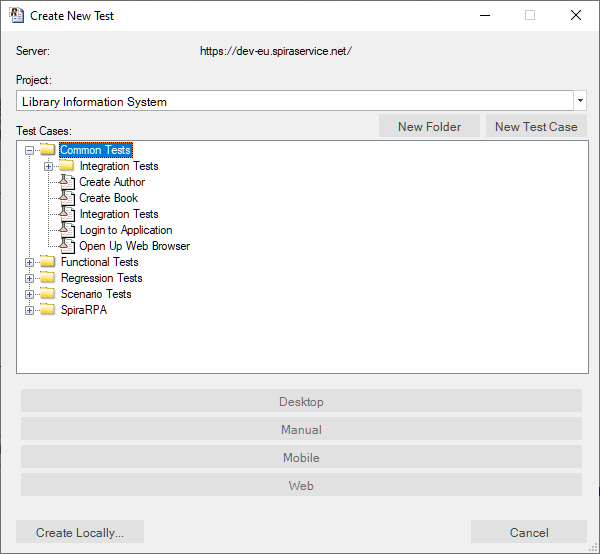 Create New Test
Server: https://dev-eu.spiraservice.net/
Project:
Library Information System
New Folder New Test Case
Test Cases:
Common Tests
Integration Tests
Create Author
Create Book
Integration Tests
Login to Application
Open Up Web Browser
Functional Tests
Regression Tests
Scenario Tests
SpiraRPA
Desktop
Manual
Mobile
Web
Create Locally... Cancel